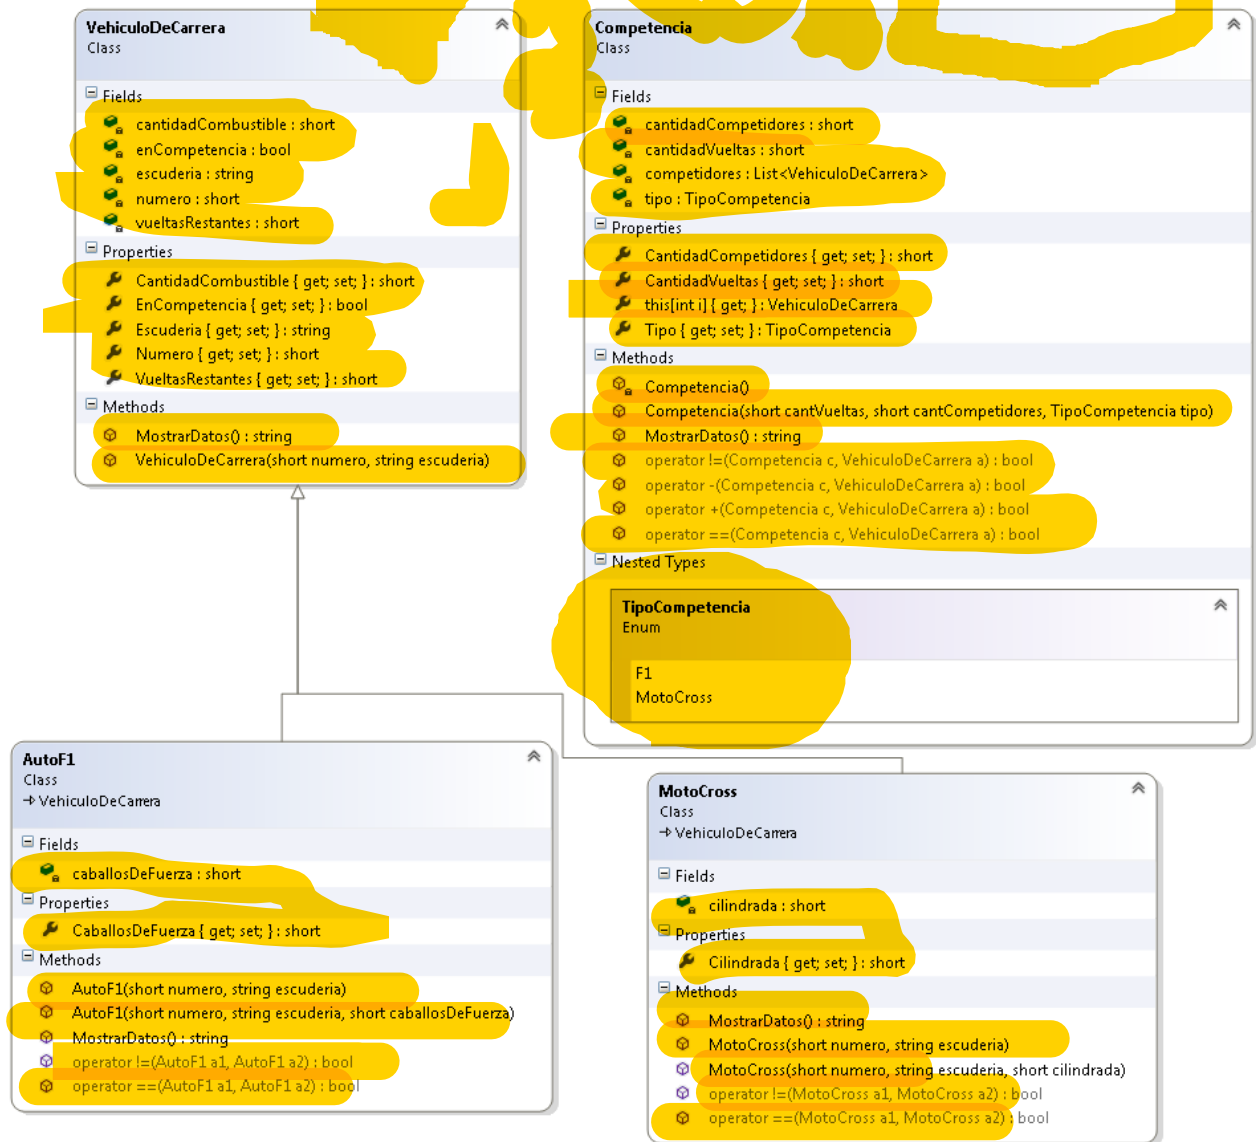 VehiculoDeCarrera
Class
Fields
cantidadCombustible : short
enCompetencia : bool
escuderia : string
numero : short
vueltasRestantes : short
Properties
CantidadCombustible { get; set; } : short
EnCompetencia { get; set; } : bool
Escuderia { get; set; } : string
Numero { get; set; } : short
VueltasRestantes { get; set; } : short
Methods
MostrarDatos() : string
VehiculoDeCarrera(short numero, string escuderia)
Competencia
Class
Fields
cantidadCompetidores : short
cantidadVueltas : short
competidores : List<VehiculoDeCarrera>
tipo : TipoCompetencia
Properties
CantidadCompetidores { get; set; } : short
CantidadVueltas { get; set; } : short
this[int i] { get; } : VehiculoDeCarrera
Tipo { get; set; } : TipoCompetencia
Methods
Competencia()
Competencia(short cantVueltas, short cantCompetidores, TipoCompetencia tipo)
MostrarDatos() : string
operator !=(Competencia c, VehiculoDeCarrera a) : bool
operator -(Competencia c, VehiculoDeCarrera a) : bool
operator +(Competencia c, VehiculoDeCarrera a) : bool
operator ==(Competencia c, VehiculoDeCarrera a) : bool
Nested Types
TipoCompetencia
Enum
F1
MotoCross
AutoF1
Class
VehiculoDeCarrera
Fields
caballosDeFuerza : short
Properties
CaballosDeFuerza { get; set; } : short
Methods
AutoF1(short numero, string escuderia)
AutoF1(short numero, string escuderia, short caballosDeFuerza)
MostrarDatos() : string
operator !=(AutoF1 a1, AutoF1 a2) : bool
operator ==(AutoF1 a1, AutoF1 a2) : bool
MotoCross
Class
VehiculoDeCarrera
Fields
cilindrada : short
Properties
Cilindrada { get; set; } : short
Methods
MostrarDatos() : string
MotoCross(short numero, string escuderia)
MotoCross(short numero, string escuderia, short cilindrada)
operator !=(MotoCross a1, MotoCross a2) : bool
operator ==(MotoCross a1, MotoCross a2) : bool